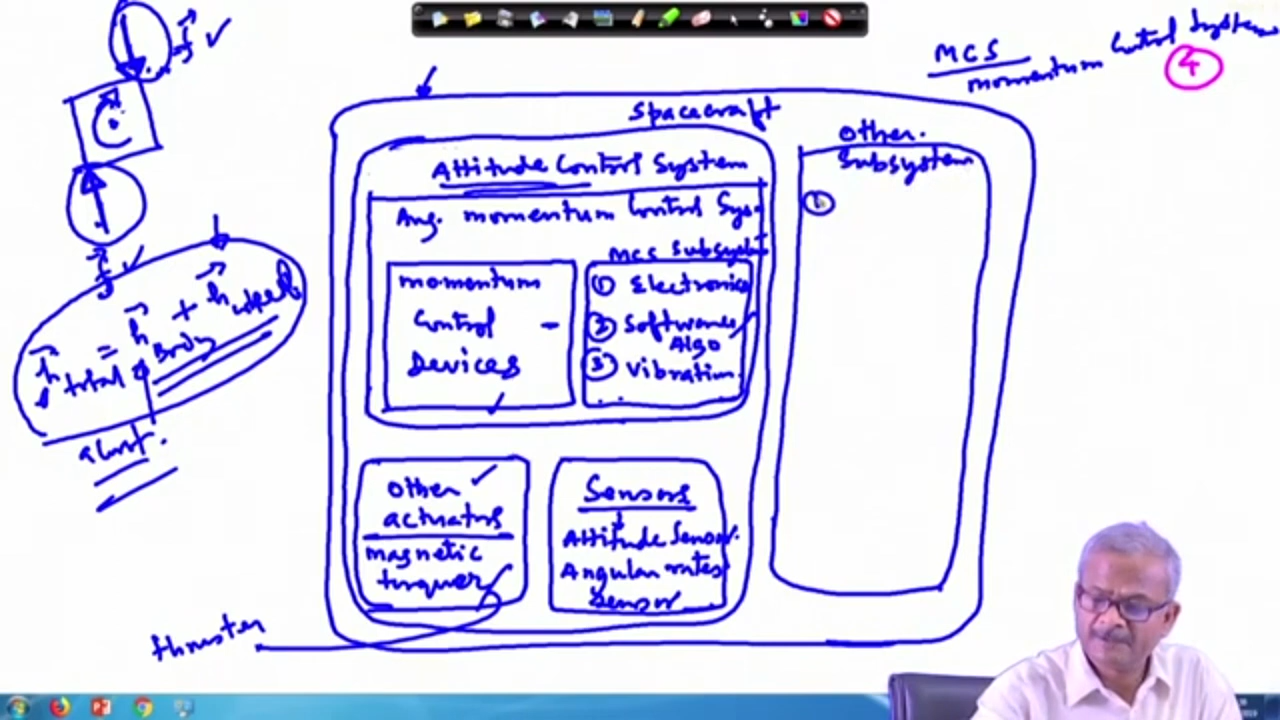 MCS
momentum Control System
4
Spacecraft
Attitude Control System
Ang. momentum Control Sys.
momentum
Control
Devices
MCS Subsystem
① Electronics
② Software
Algo
③ Vibration
Other
actuators
magnetic
torquer
Sensors
Attitude Sensor.
Angular rates
Sensor
thruster
Other.
Subsystem
①
h total = h Body + h wheels
const.